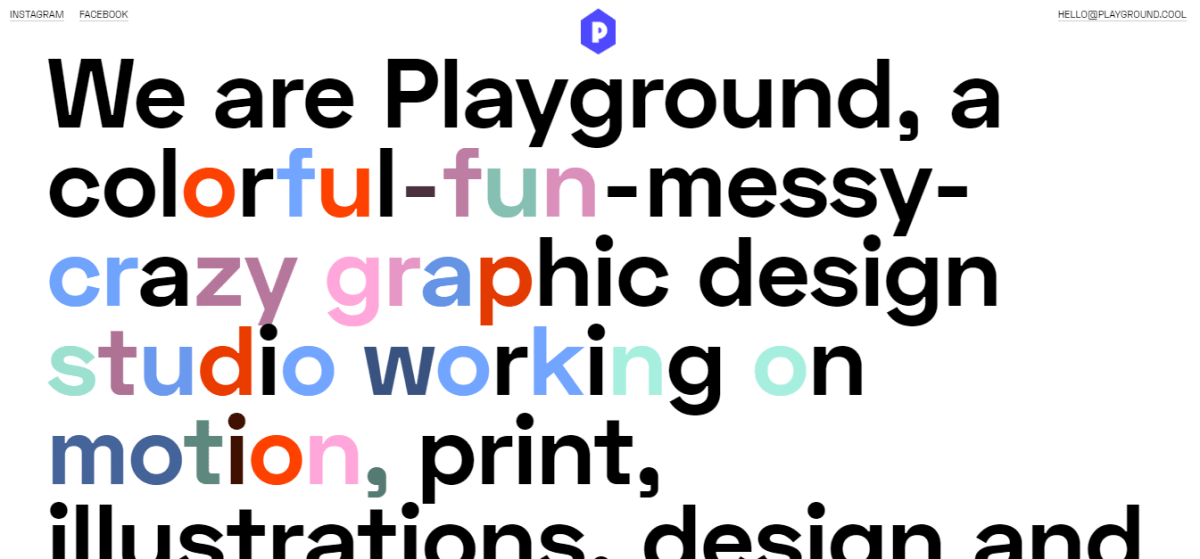 INSTAGRAM FACEBOOK P HELLO@PLAYGROUND.COOL
We are Playground, a
colorful-fun-messy-
crazy graphic design
studio working on
motion, print,
illustrations, design and